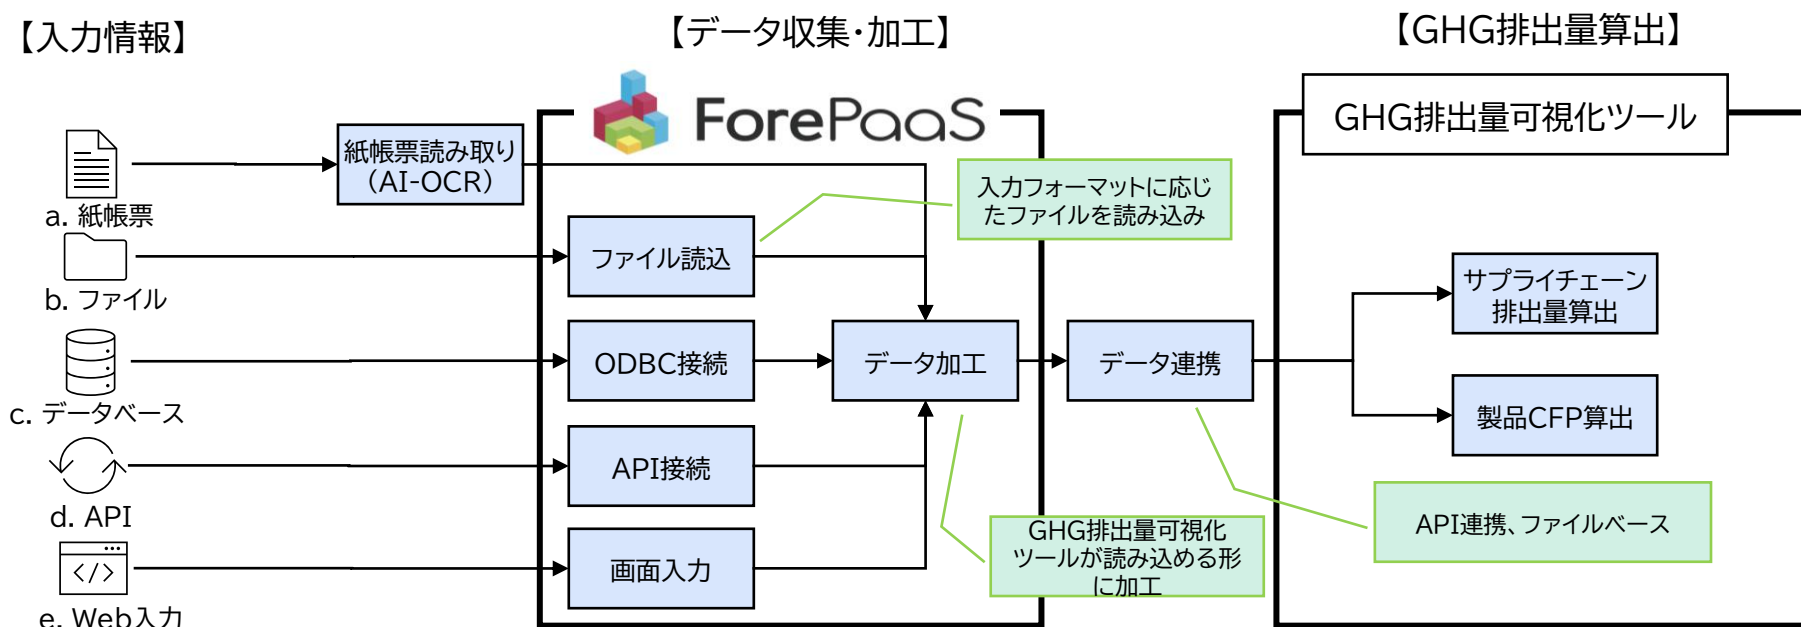 【入力情報】
【データ収集・加工】
【GHG排出量算出】
ForePaaS
GHG排出量可視化ツール
紙帳票読み取り
（AI-OCR）
a. 紙帳票
入力フォーマットに応じ
たファイルを読み込み
ファイル読込
b. ファイル
サプライチェーン
排出量算出
ODBC接続
データ加工
データ連携
c. データベース
製品CFP算出
API接続
d. API
GHG排出量可視化
ツールが読み込める形
に加工
API連携、ファイルベース
画面入力
e. Web入力